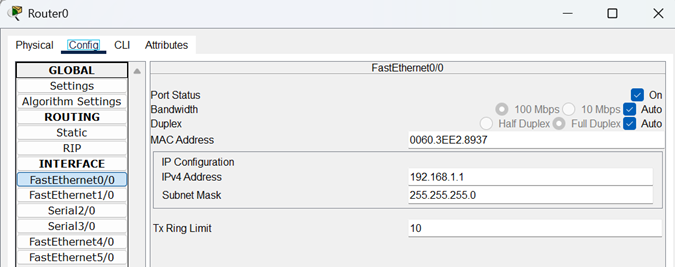 Router0
Physical Config CLI Attributes
GLOBAL
Settings
Algorithm Settings
ROUTING
Static
RIP
INTERFACE
FastEthernet0/0
FastEthernet1/0
Serial2/0
Serial3/0
FastEthernet4/0
FastEthernet5/0
FastEthernet0/0
Port Status On
Bandwidth 100 Mbps 10 Mbps Auto
Duplex Half Duplex Full Duplex Auto
MAC Address 0060.3EE2.8937
IP Configuration
IPv4 Address 192.168.1.1
Subnet Mask 255.255.255.0
Tx Ring Limit 10